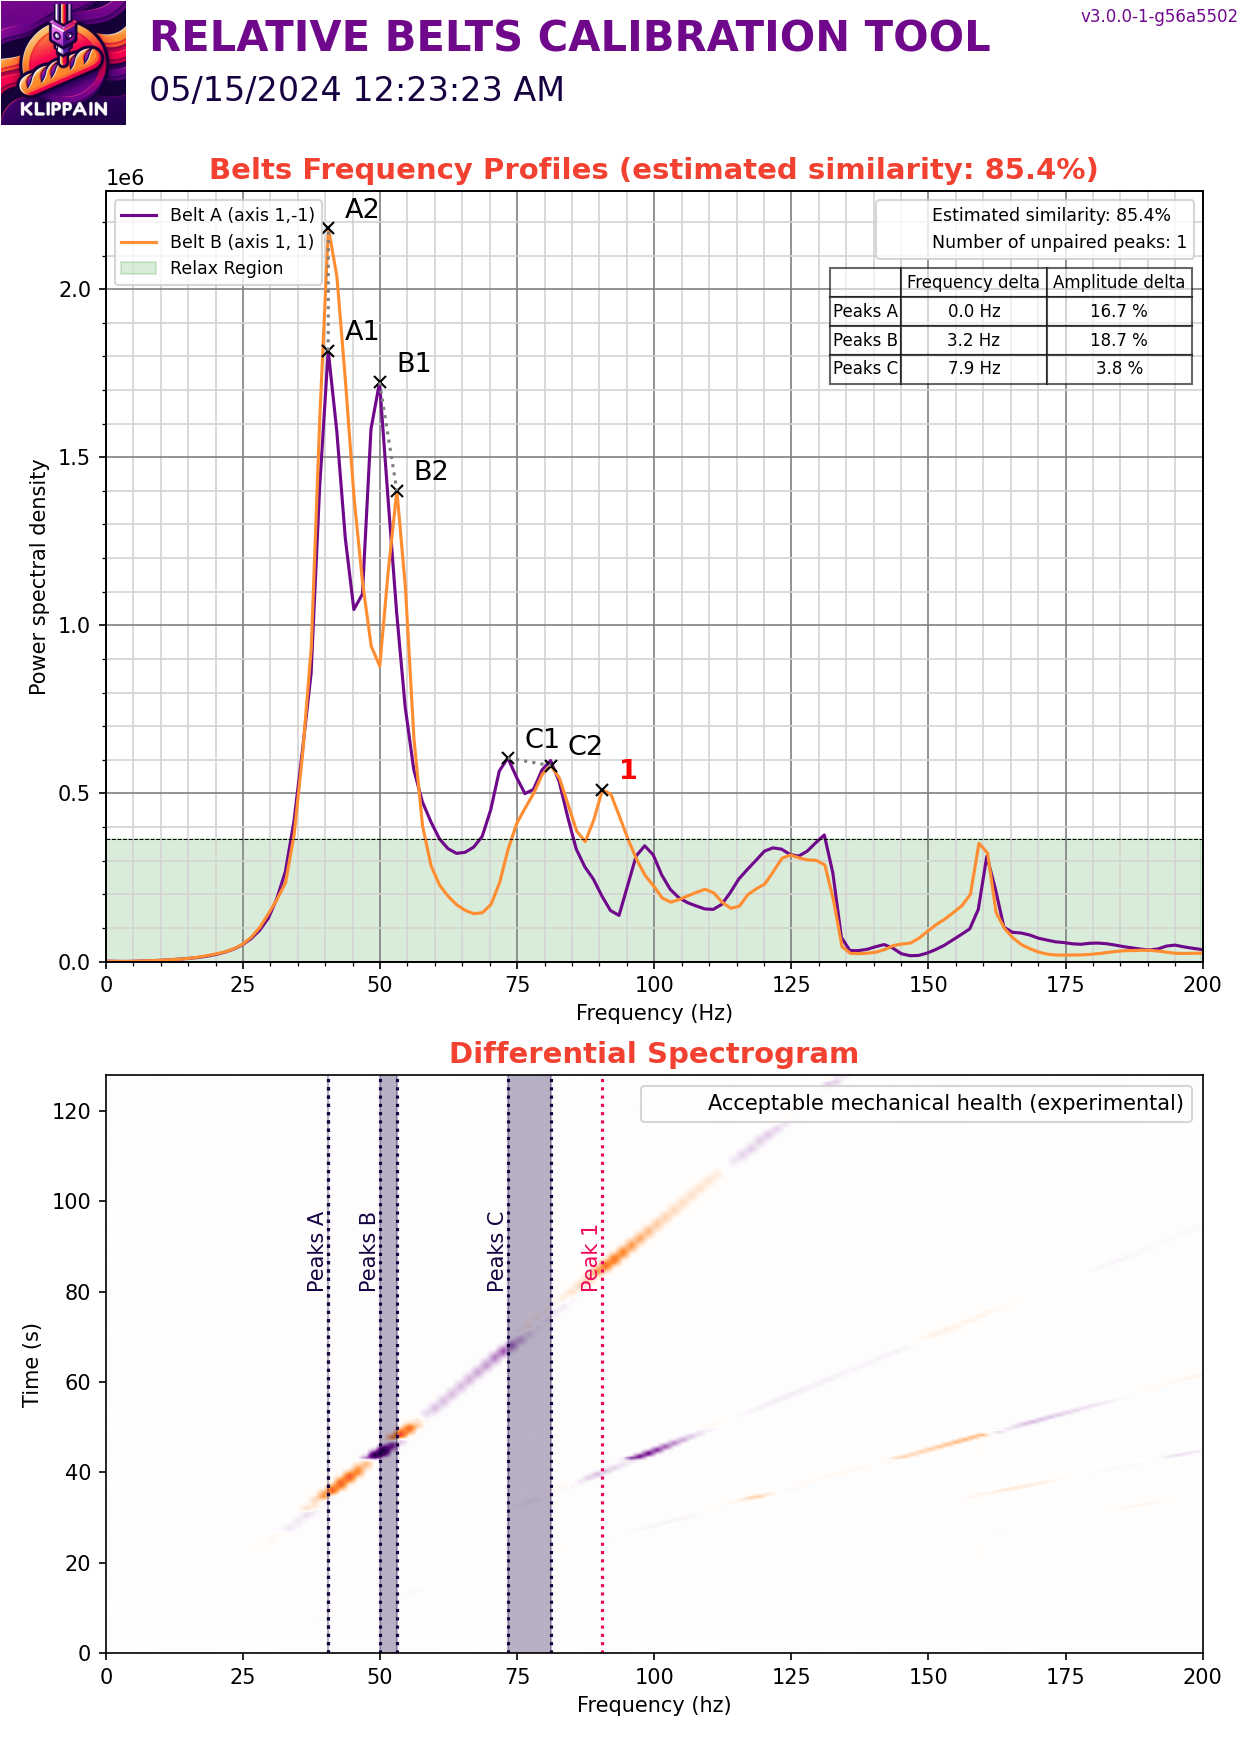 KLIPPAIN
RELATIVE BELTS CALIBRATION TOOL
05/15/2024 12:23:23 AM
v3.0.0-1-g56a5502
Belts Frequency Profiles (estimated similarity: 85.4%)
1e6
Belt A (axis 1,-1)
Belt B (axis 1, 1)
Relax Region
Estimated similarity: 85.4%
Number of unpaired peaks: 1
Frequency delta Amplitude delta
Peaks A 0.0 Hz 16.7 %
Peaks B 3.2 Hz 18.7 %
Peaks C 7.9 Hz 3.8 %
A2
A1
B1
B2
C1
C2
1
Power spectral density
2.0
1.5
1.0
0.5
0.0
0 25 50 75 100 125 150 175 200
Frequency (Hz)
Differential Spectrogram
Acceptable mechanical health (experimental)
Peaks A
Peaks B
Peaks C
Peak 1
Time (s)
120
100
80
60
40
20
0
0 25 50 75 100 125 150 175 200
Frequency (hz)